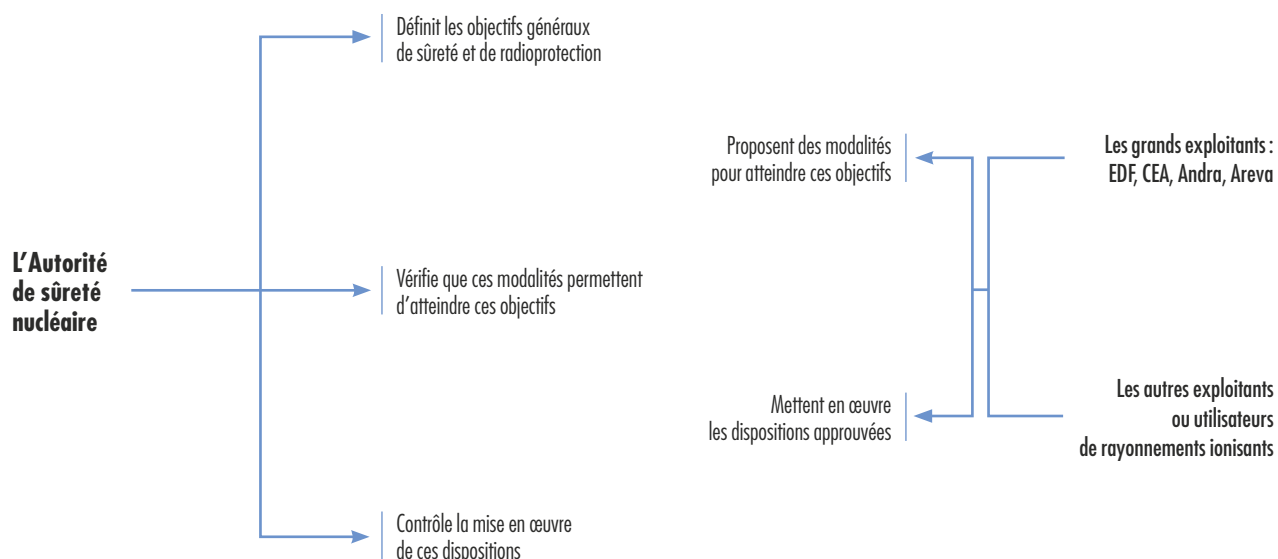 Définit les objectifs généraux
de sûreté et de radioprotection
Proposent des modalités
pour atteindre ces objectifs
Les grands exploitants :
EDF, CEA, Andra, Areva
L'Autorité
de sûreté
nucléaire
Vérifie que ces modalités permettent
d'atteindre ces objectifs
Mettent en œuvre
les dispositions approuvées
Les autres exploitants
ou utilisateurs
de rayonnements ionisants
Contrôle la mise en œuvre
de ces dispositions